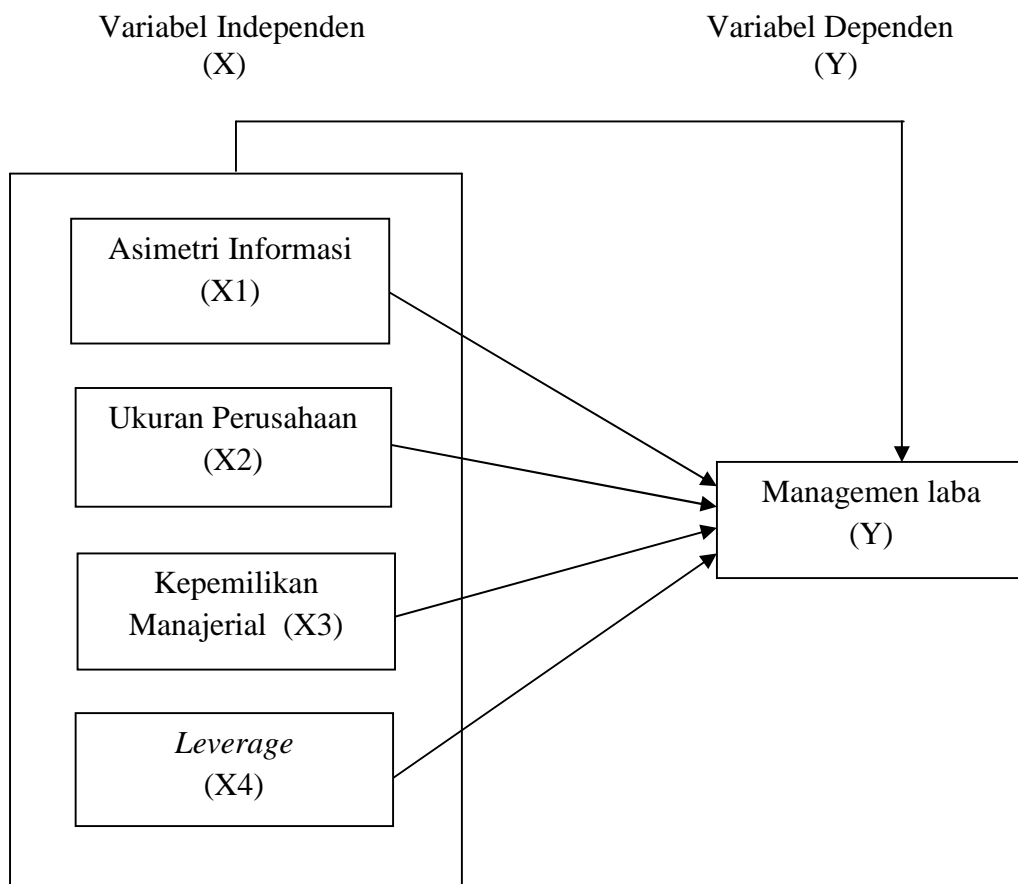 Variabel Independen
(X)
Variabel Dependen
(Y)
Asimetri Informasi
(X1)
Ukuran Perusahaan
(X2)
Kepemilikan
Manajerial (X3)
Leverage
(X4)
Managemen laba
(Y)